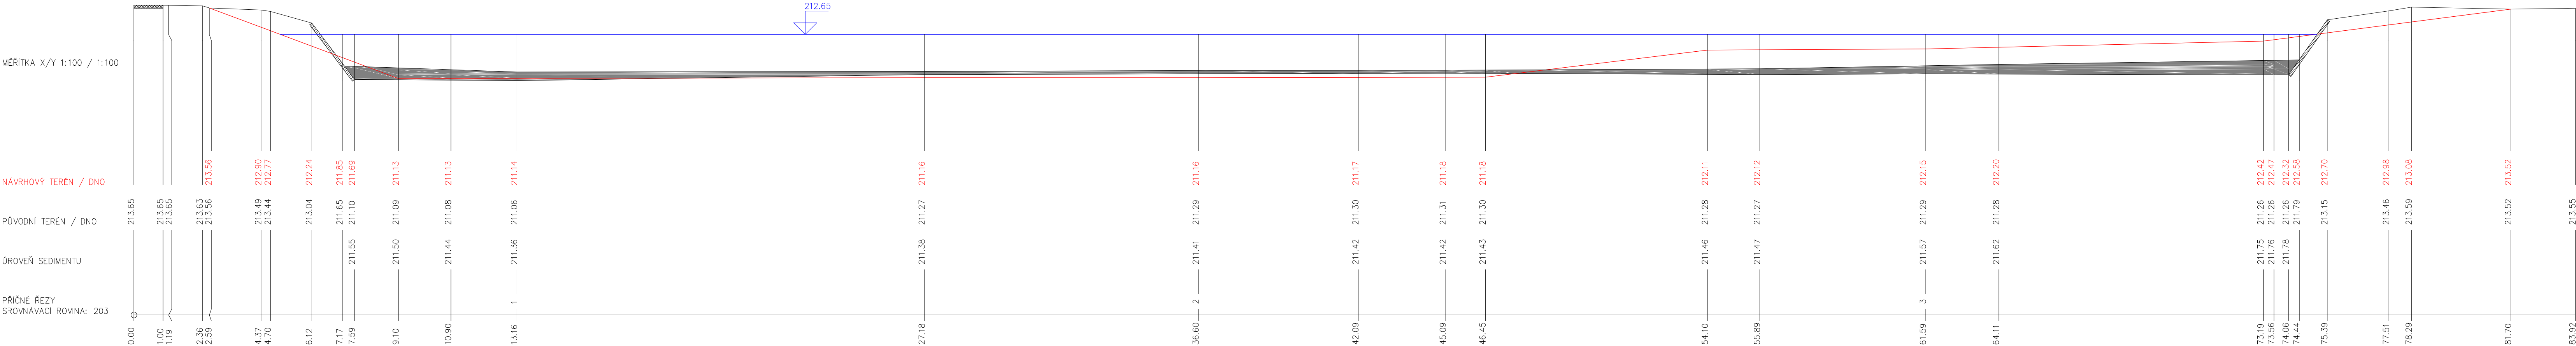 212.65
MĚŘÍTKA X/Y 1:100 / 1:100
NÁVRHOVÝ TERÉN / DNO 213.56 212.90 212.77 212.24 211.85 211.69 211.13 211.13 211.14 211.16 211.16 211.17 211.18 211.18 212.11 212.12 212.15 212.20 212.42 212.47 212.32 212.58 212.70 212.98 213.08 213.52
PŮVODNÍ TERÉN / DNO 213.65 213.65 213.65 213.63 213.56 213.49 213.44 213.04 211.65 211.10 211.09 211.08 211.06 211.27 211.29 211.30 211.31 211.30 211.28 211.27 211.29 211.28 211.26 211.26 211.26 211.79 213.15 213.46 213.59 213.52 213.55
ÚROVEŇ SEDIMENTU 211.55 211.50 211.44 211.36 211.38 211.41 211.42 211.42 211.43 211.46 211.47 211.57 211.62 211.75 211.76 211.78
PŘÍČNÉ ŘEZY 1 2 3
SROVNÁVACÍ ROVINA: 203
0.00 1.00 1.19 2.36 2.59 4.37 4.70 6.12 7.17 7.59 9.10 10.90 13.16 27.18 36.60 42.09 45.09 46.45 54.10 55.89 61.59 64.11 73.19 73.56 74.06 74.44 75.39 77.51 78.29 81.70 83.92